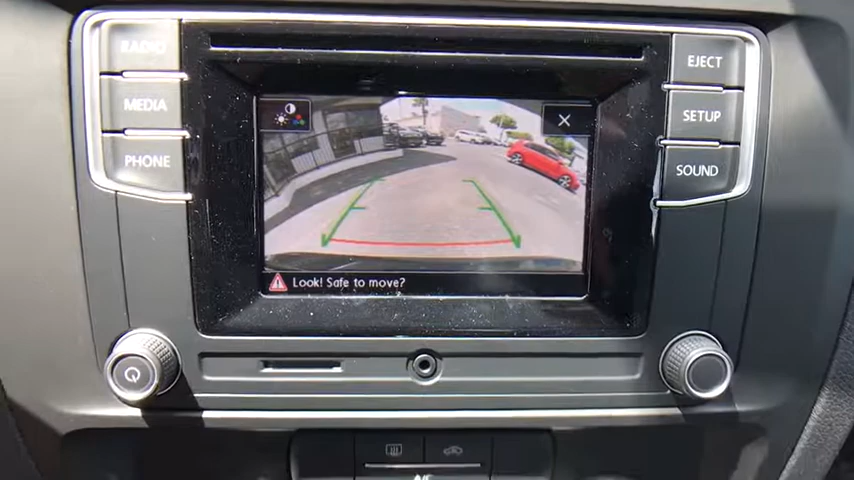 RADIO
MEDIA
PHONE
EJECT
SETUP
SOUND
Look! Safe to move?